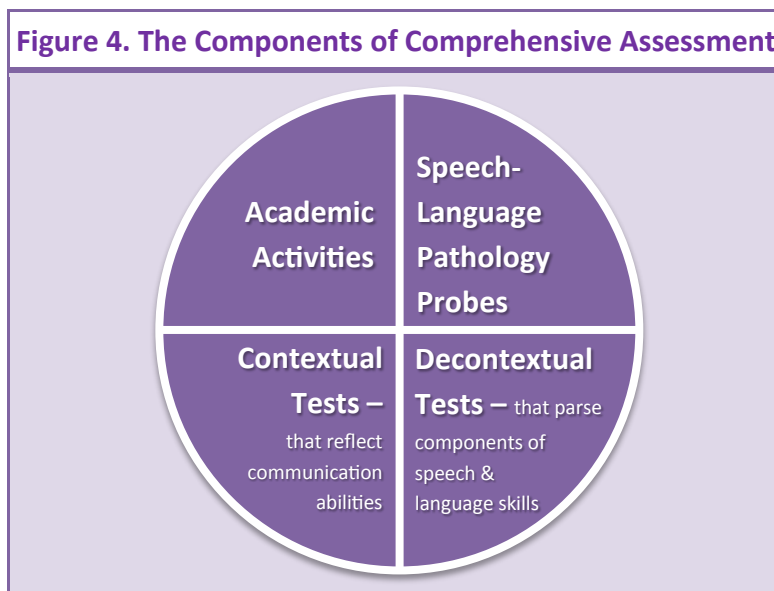 Figure 4. The Components of Comprehensive Assessment
Academic
Activities
Speech-
Language
Pathology
Probes
Contextual
Tests –
that reflect
communication
abilities
Decontextual
Tests – that parse
components of
speech &
language skills